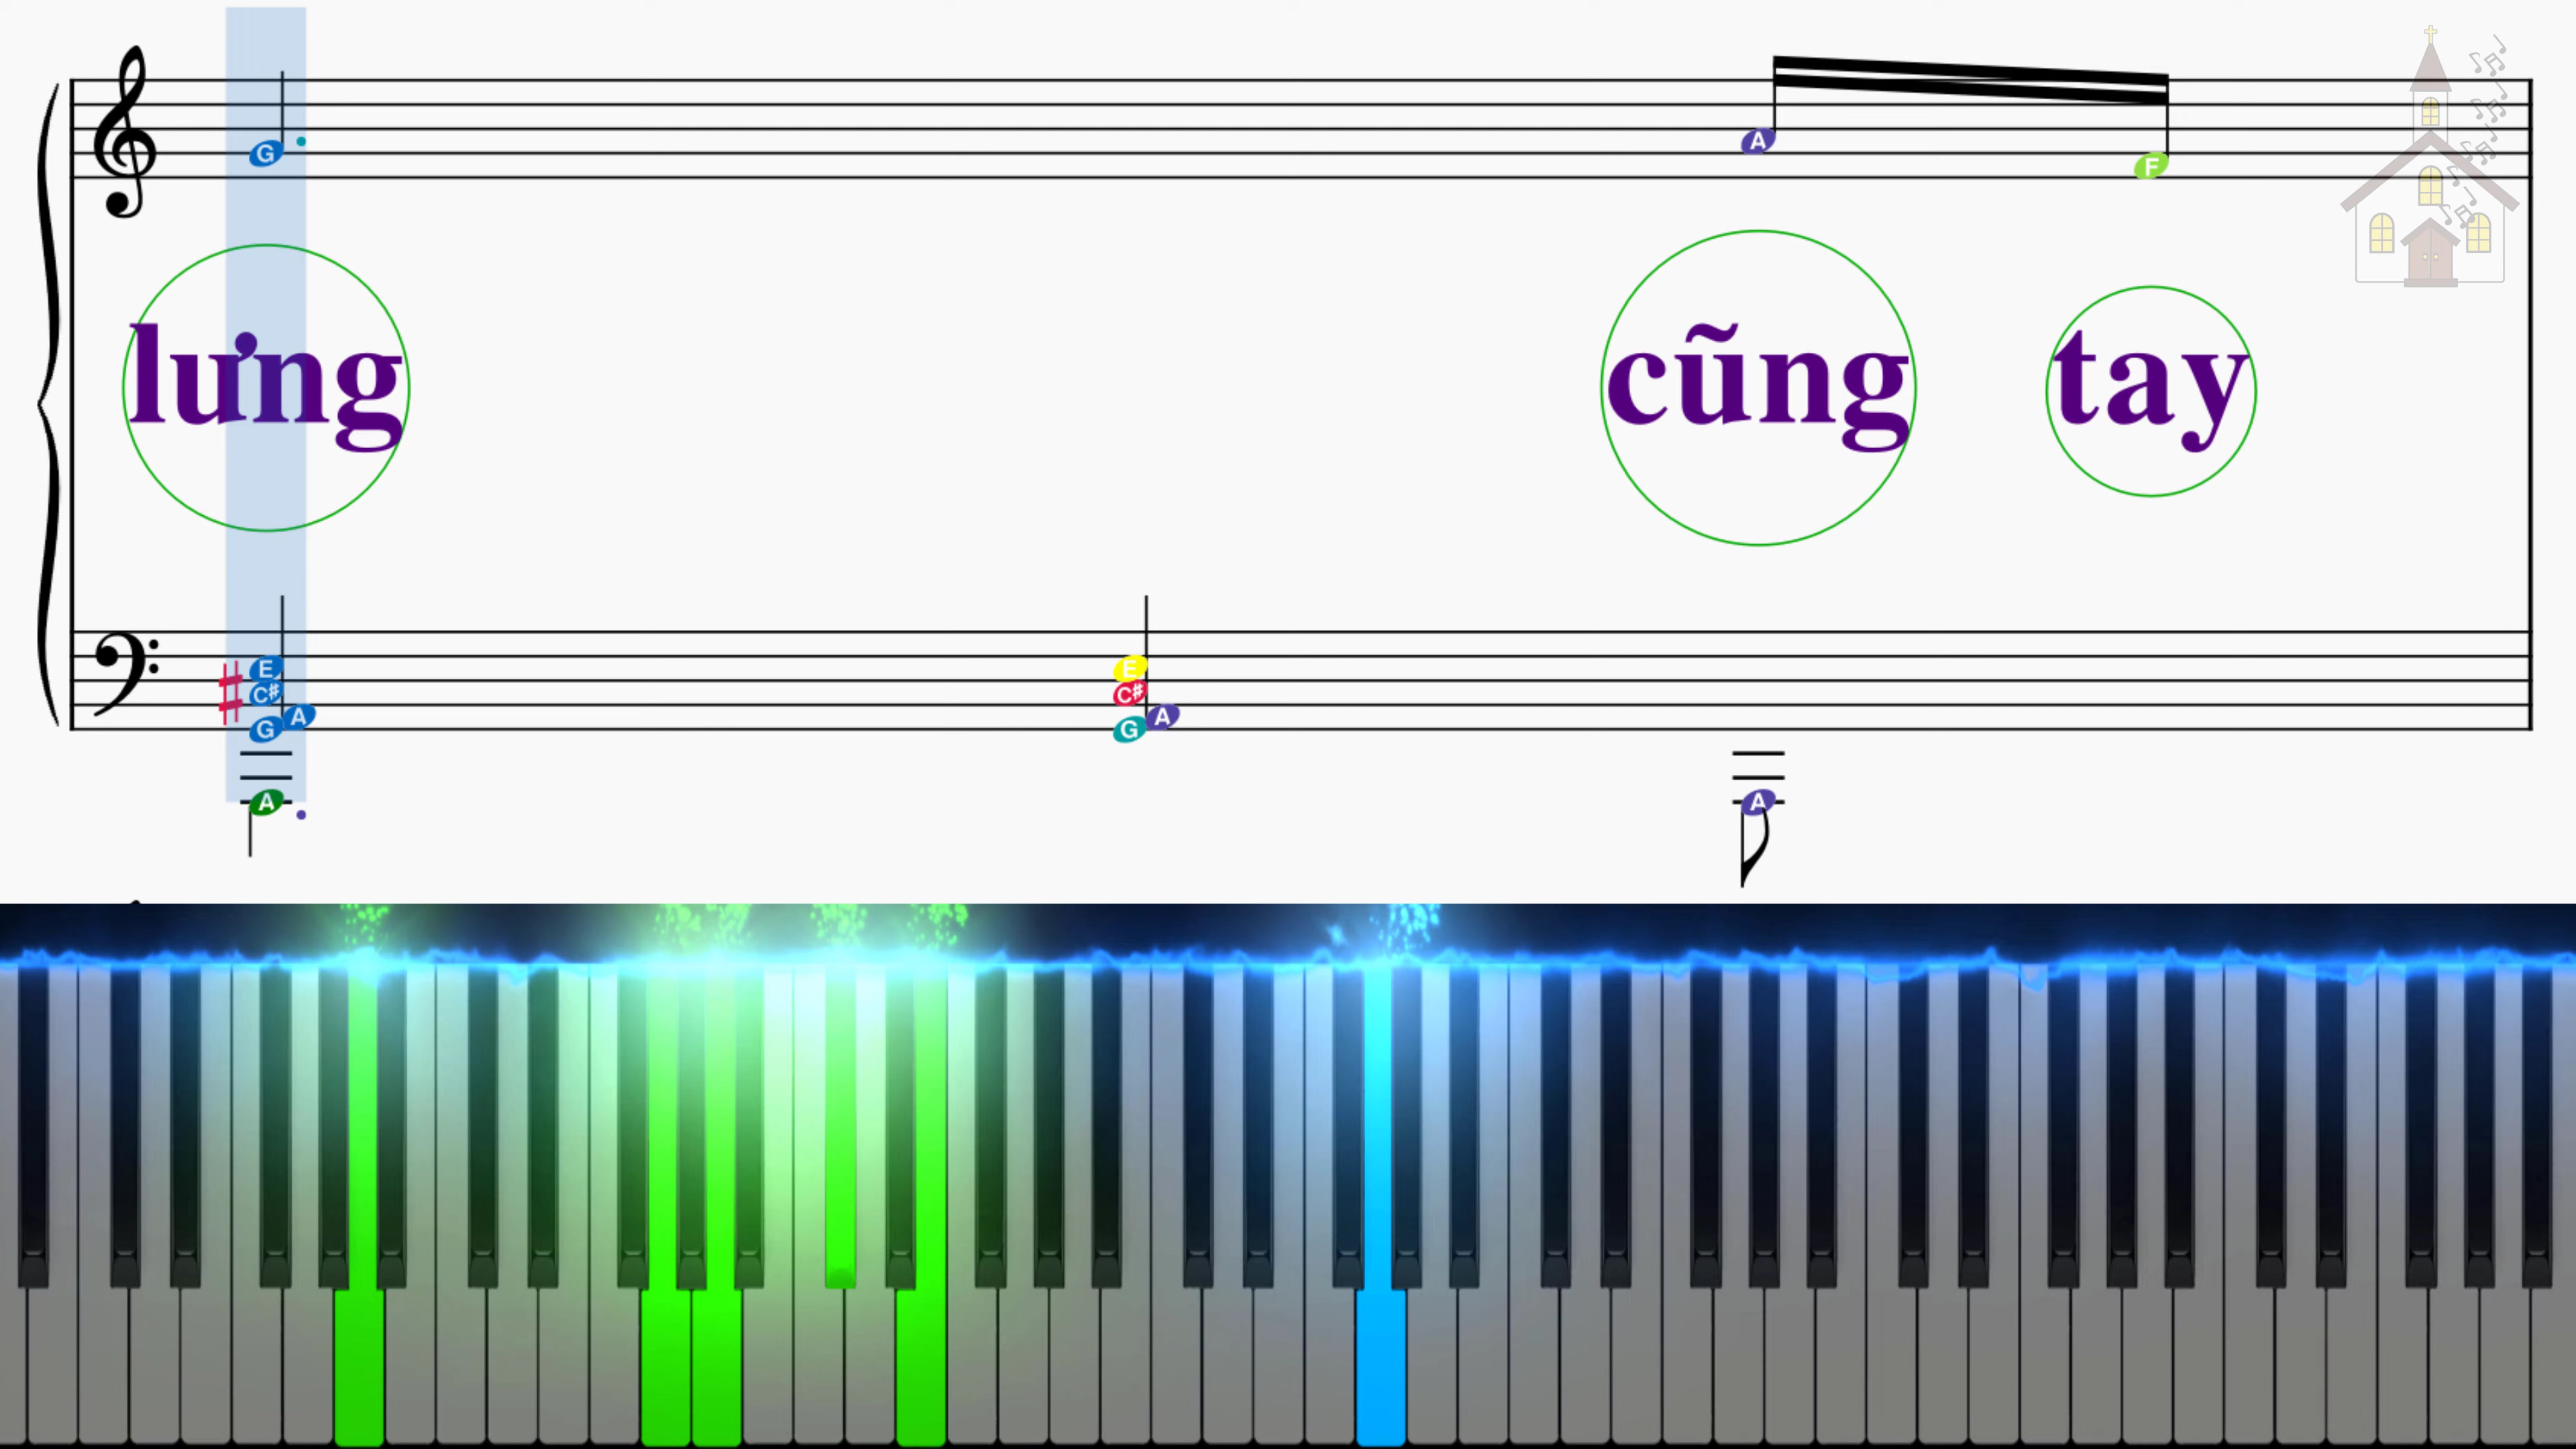 G A F
lưng cũng tay
E E
C# C#
G A G A
A A